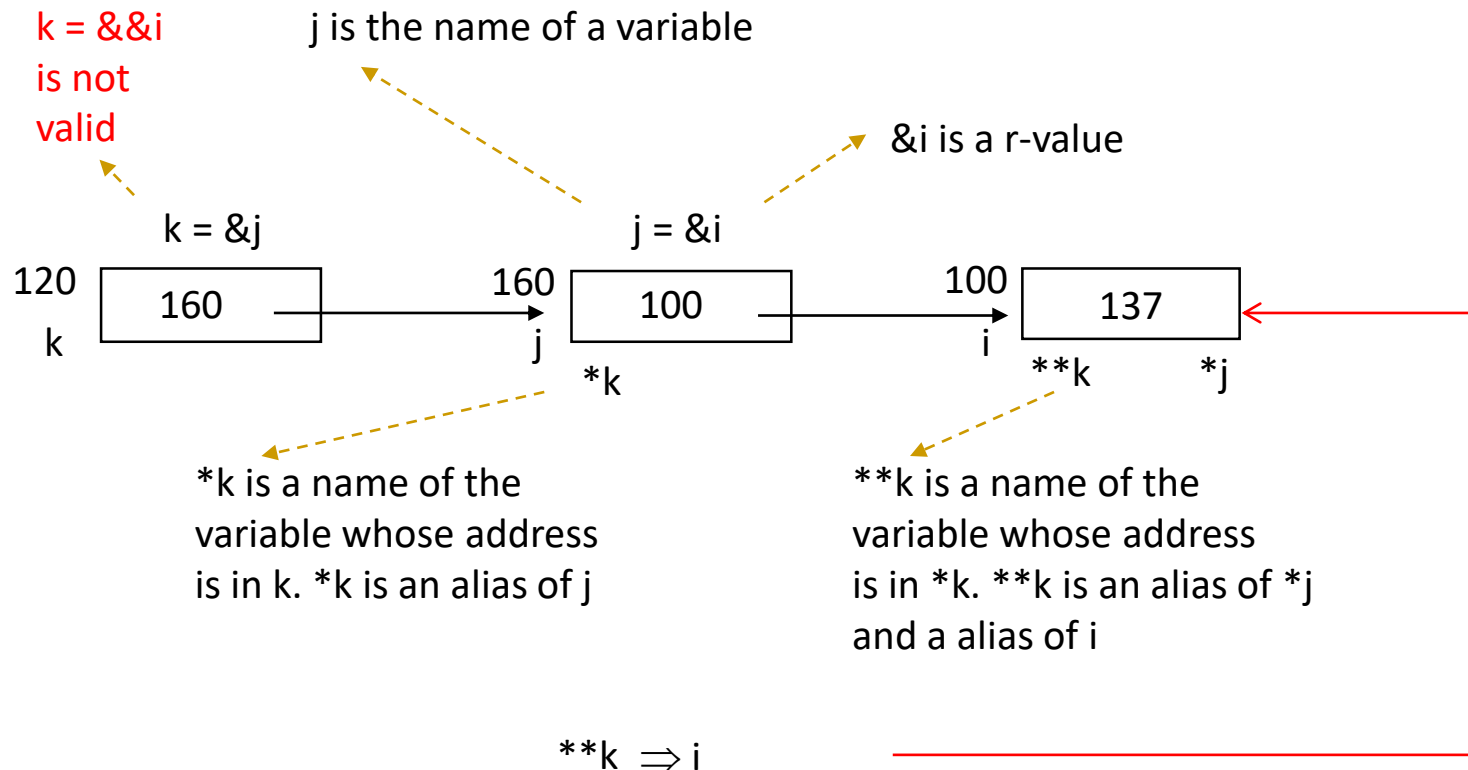 k = &&i
is not
valid
j is the name of a variable
&i is a r-value
k = &j
j = &i
120
160
160
100
100
137
k
j
i
*k
**k
*j
*k is a name of the
variable whose address
is in k. *k is an alias of j
**k is a name of the
variable whose address
is in *k. **k is an alias of *j
and a alias of i
**k ⇒ i